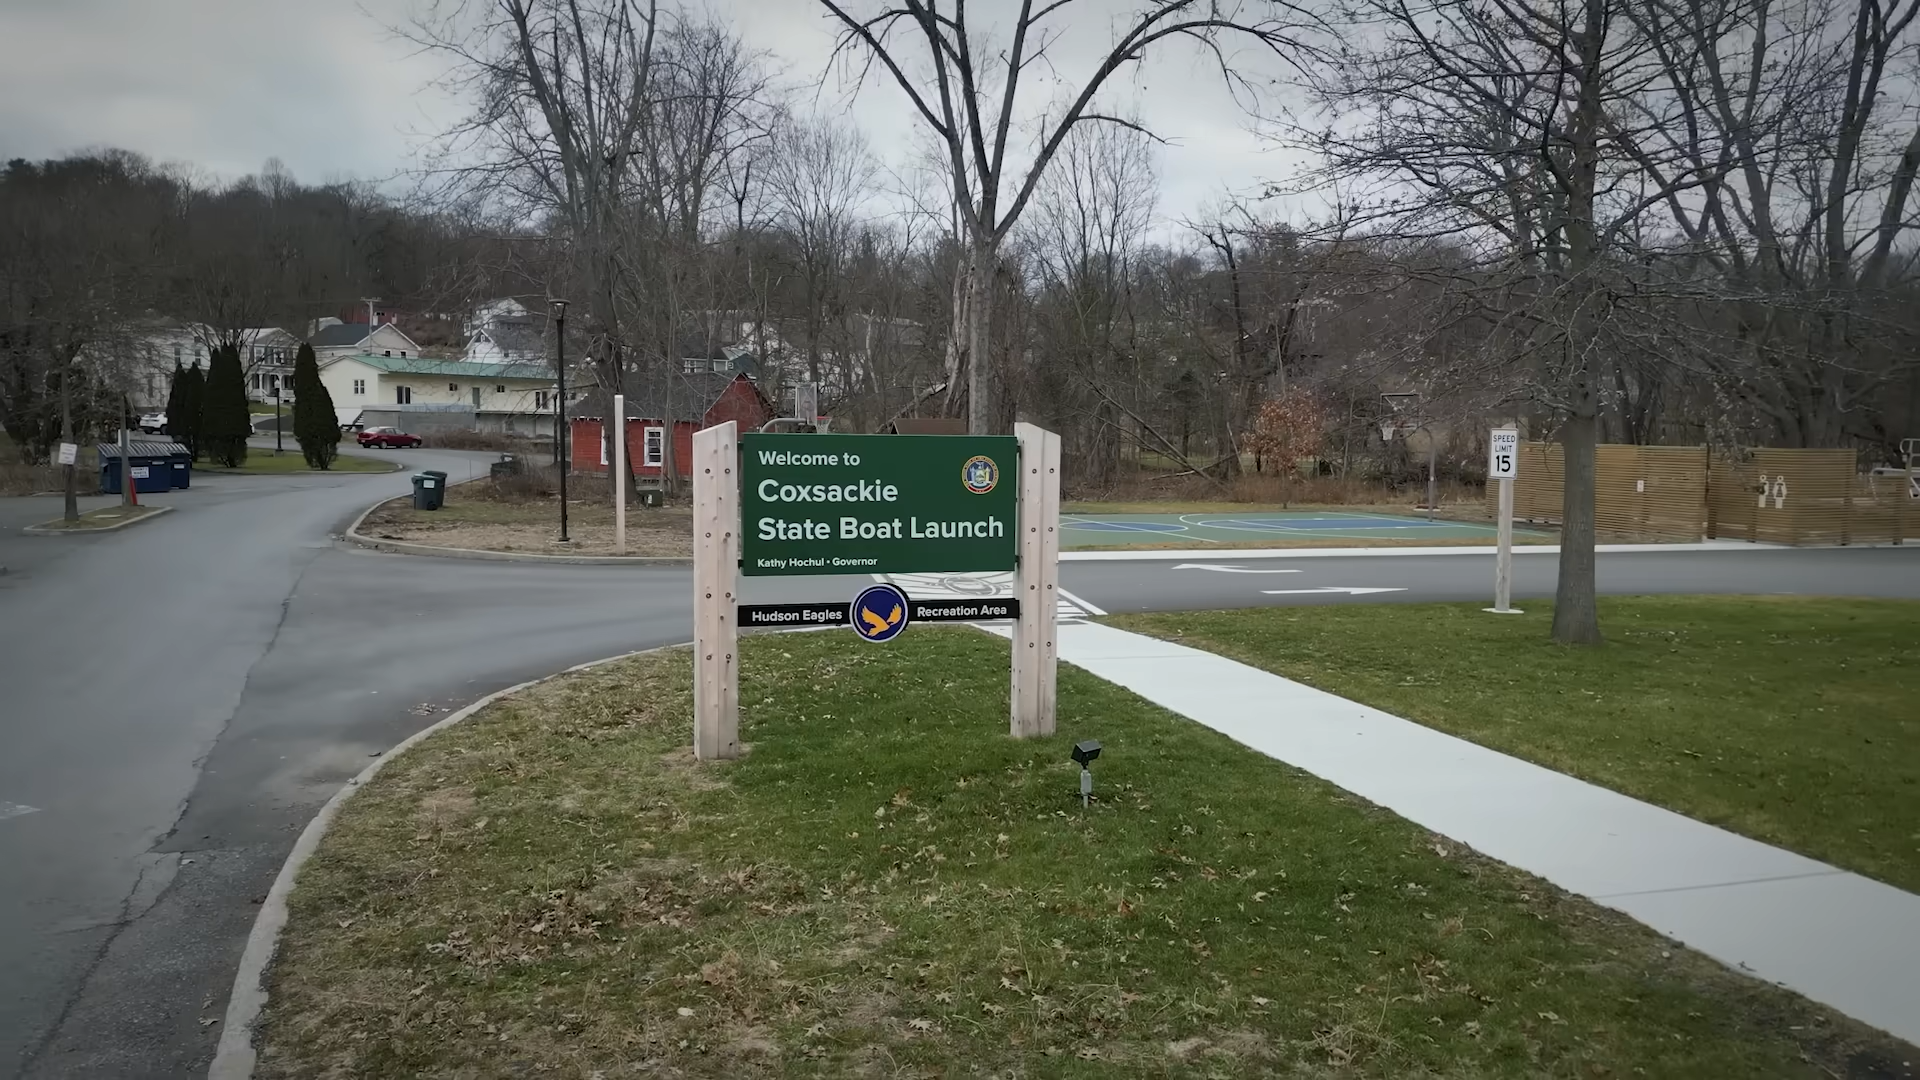 Welcome to
Coxsackie
State Boat Launch
Kathy Hochul • Governor
Hudson Eagles Recreation Area
SPEED
LIMIT
15